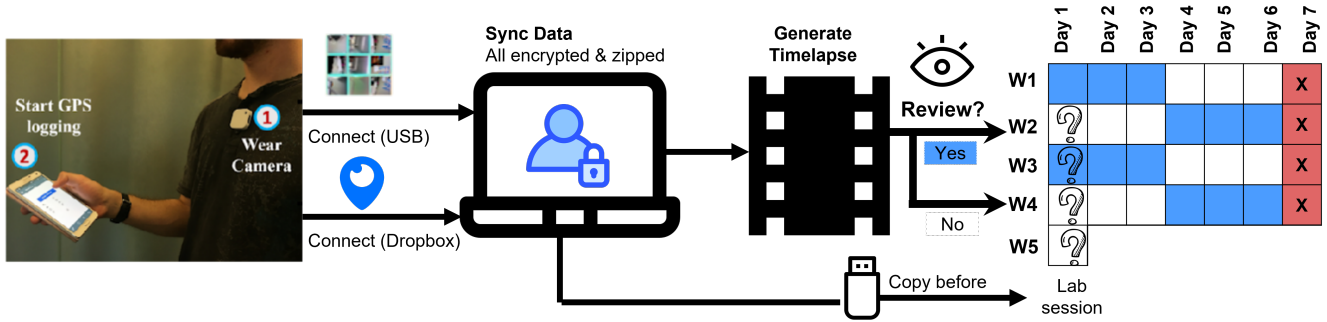 Start GPS
logging
2
1
Wear
Camera
Connect (USB)
Connect (Dropbox)
Sync Data
All encrypted & zipped
Generate
Timelapse
Review?
Yes
No
Copy before
Day 1
Day 2
Day 3
Day 4
Day 5
Day 6
Day 7
W1
X
W2
?
X
W3
?
X
W4
?
X
W5
?
Lab
session